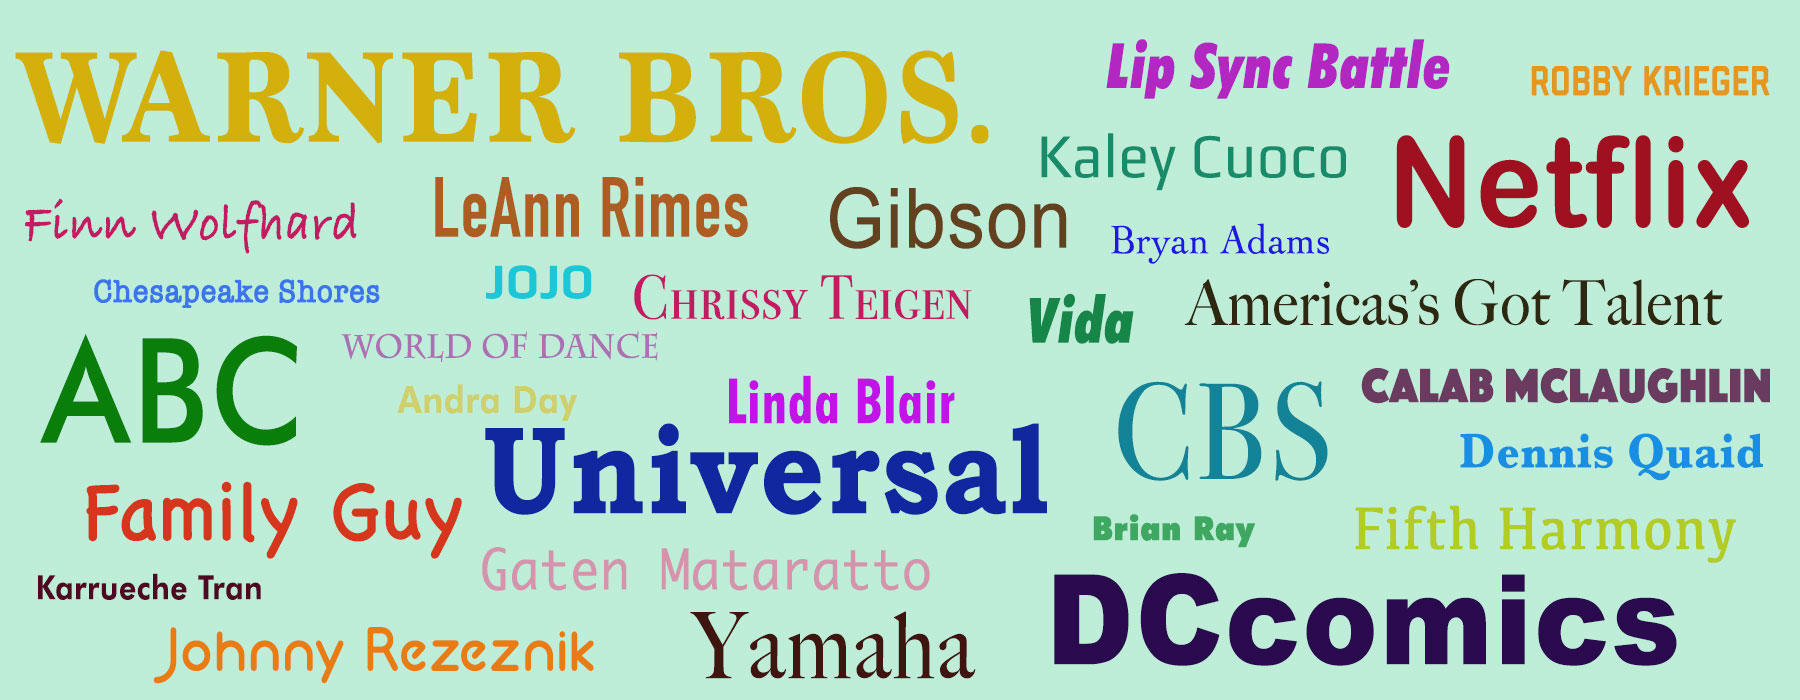 WARNER BROS.
Lip Sync Battle
ROBBY KRIEGER
Kaley Cuoco
Netflix
Finn Wolfhard
LeAnn Rimes
Gibson
Bryan Adams
Chesapeake Shores
JOJO
CHRISSY TEIGEN
Vida
Americas's Got Talent
ABC
WORLD OF DANCE
Andra Day
Linda Blair
CBS
CALAB MCLAUGHLIN
Universal
Dennis Quaid
Family Guy
Brian Ray
Fifth Harmony
Gaten Mataratto
Karrueche Tran
DCcomics
Yamaha
Johnny Rezeznik